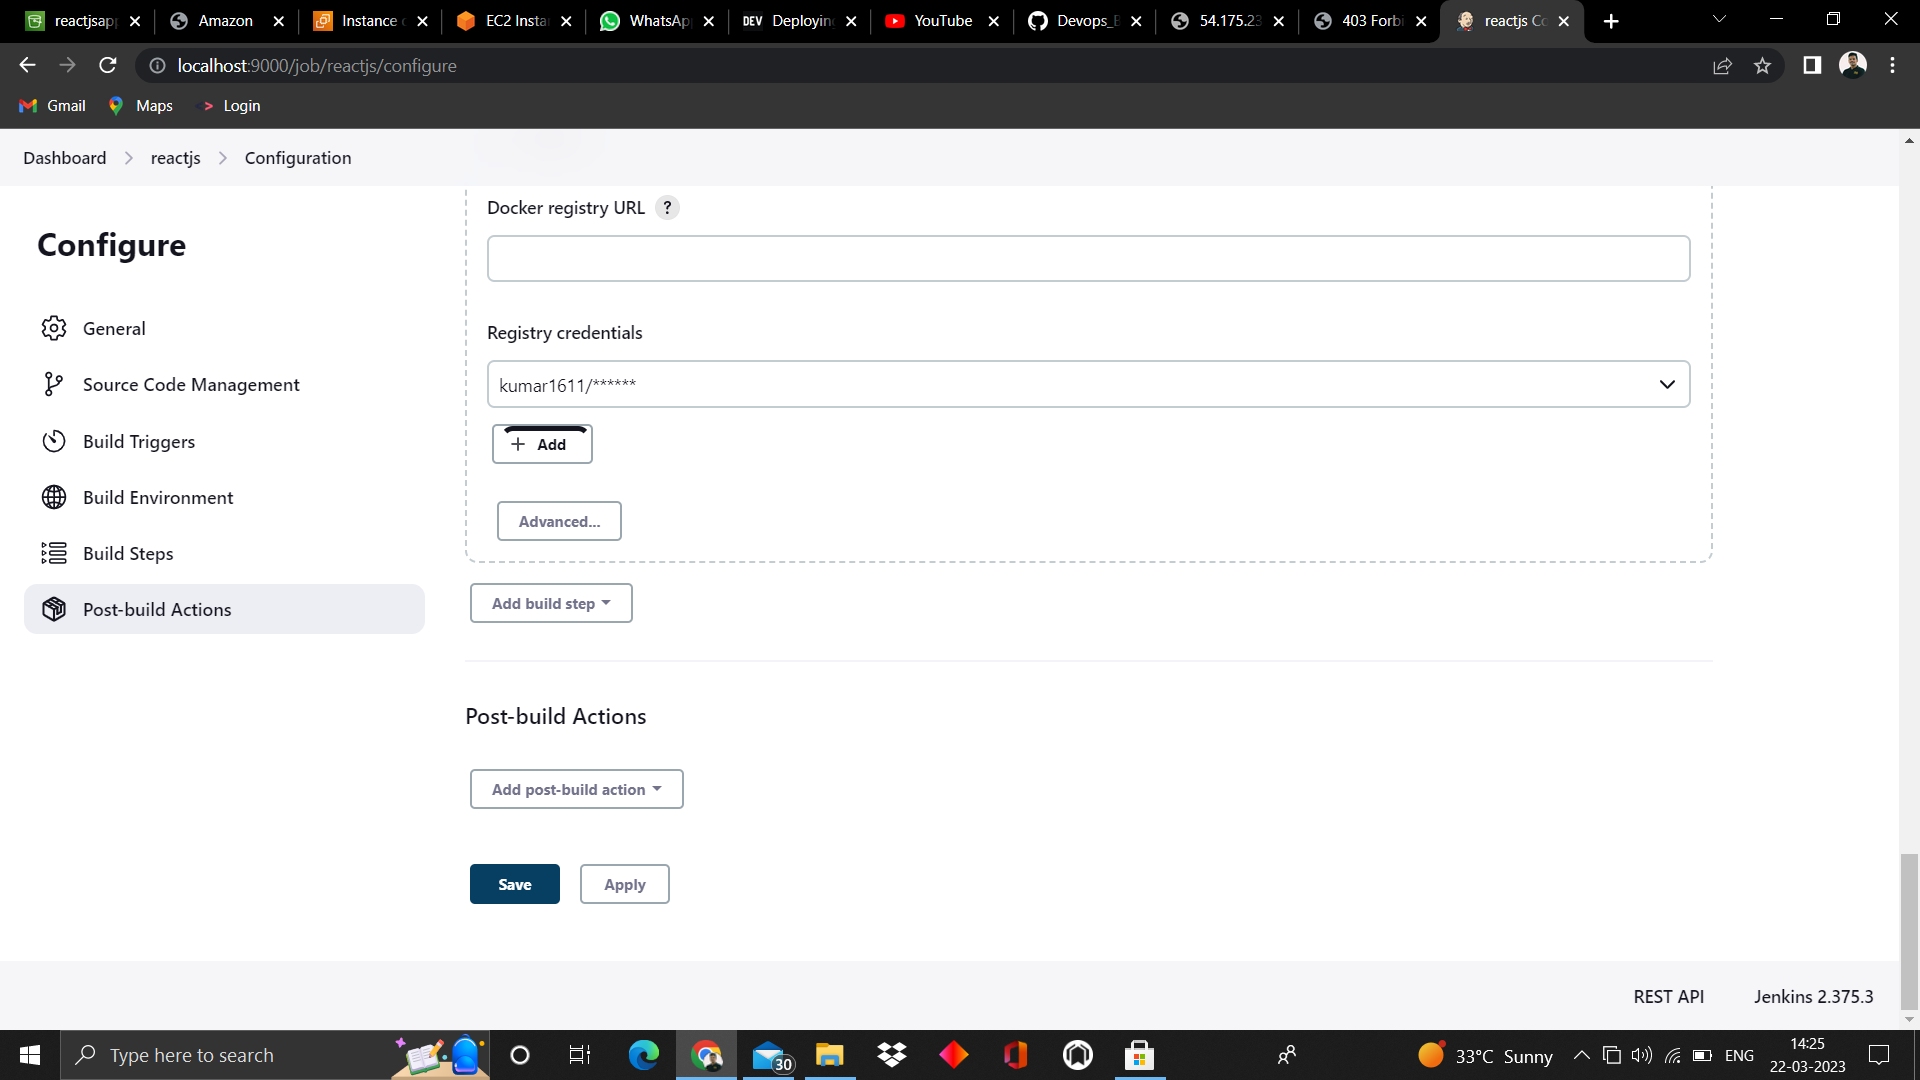 reactjsapp
Amazon
Instance c
EC2 Insta
WhatsAp
DEV
Deployin
YouTube
Devops_E
54.175.23
403 Forbi
reactjs Co
localhost:9000/job/reactjs/configure
Gmail
Maps
Login
Dashboard
reactjs
Configuration
Configure
General
Source Code Management
Build Triggers
Build Environment
Build Steps
Post-build Actions
Docker registry URL ?
Registry credentials
kumar1611/******
+ Add
Advanced...
Add build step
Post-build Actions
Add post-build action
Save
Apply
REST API
Jenkins 2.375.3
Type here to search
30
33°C Sunny
ENG
14:25
22-03-2023